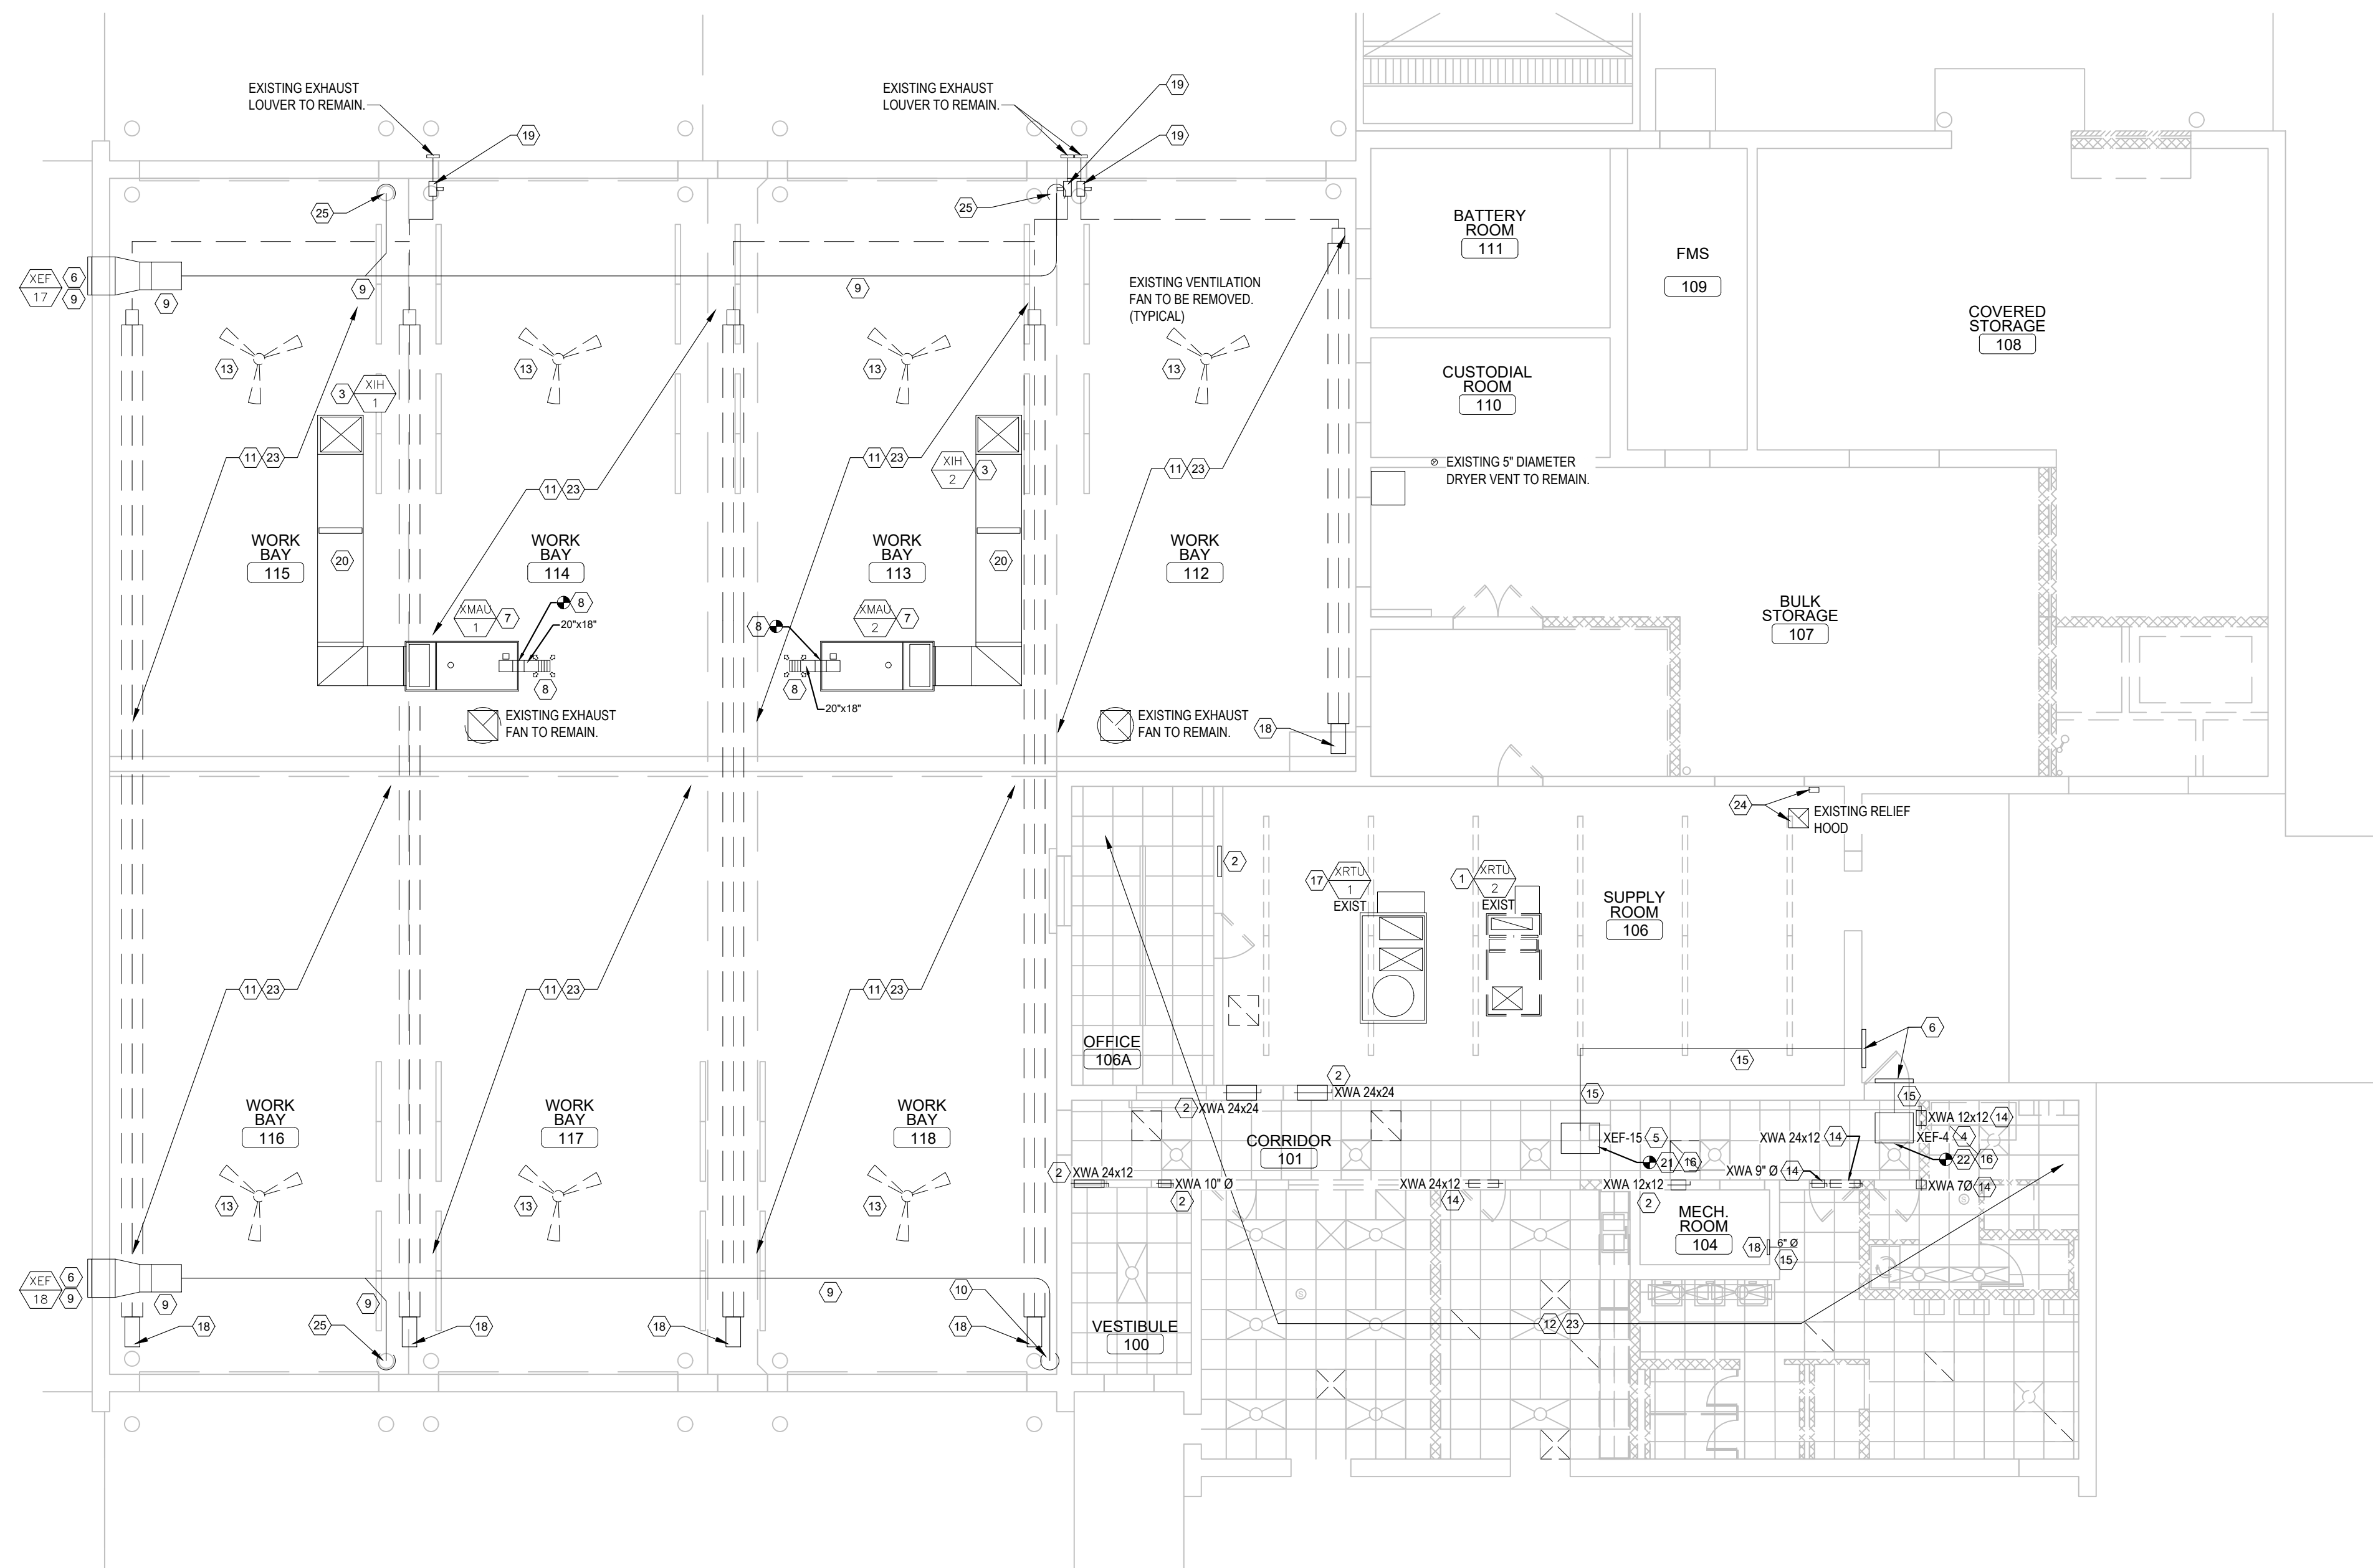 EXISTING EXHAUST
LOUVER TO REMAIN.
19
EXISTING EXHAUST
LOUVER TO REMAIN.
19
19
25
25
XEF
17
6
9
9
9
9
EXISTING VENTILATION
FAN TO BE REMOVED.
(TYPICAL)
13
13
13
13
3
XIH
1
11
23
11
23
11
23
11
23
XIH
2
3
BATTERY
ROOM
111
FMS
109
COVERED
STORAGE
108
CUSTODIAL
ROOM
110
EXISTING 5" DIAMETER
DRYER VENT TO REMAIN.
WORK
BAY
115
20
WORK
BAY
114
WORK
BAY
113
20
WORK
BAY
112
BULK
STORAGE
107
XMAU
1
7
8
20"x18"
8
XMAU
2
7
8
8
20"x18"
EXISTING EXHAUST
FAN TO REMAIN.
EXISTING EXHAUST
FAN TO REMAIN.
18
24
EXISTING RELIEF
HOOD
2
17
XRTU
1
EXIST
1
XRTU
2
EXIST
SUPPLY
ROOM
106
11
23
11
23
11
23
OFFICE
106A
6
15
15
15
2
XWA 24x24
2
XWA 24x24
WORK
BAY
116
WORK
BAY
117
WORK
BAY
118
CORRIDOR
101
XEF-15
5
21
16
XWA 24x12
14
XWA 12x12
14
XEF-4
4
22
16
2
XWA 24x12
XWA 10" Ø
2
XWA 24x12
14
XWA 12x12
2
XWA 9" Ø
14
XWA 7Ø
14
13
13
13
MECH.
ROOM
104
18
6" Ø
15
XEF
18
6
9
9
9
9
10
18
25
18
18
18
VESTIBULE
100
12
23
S
S